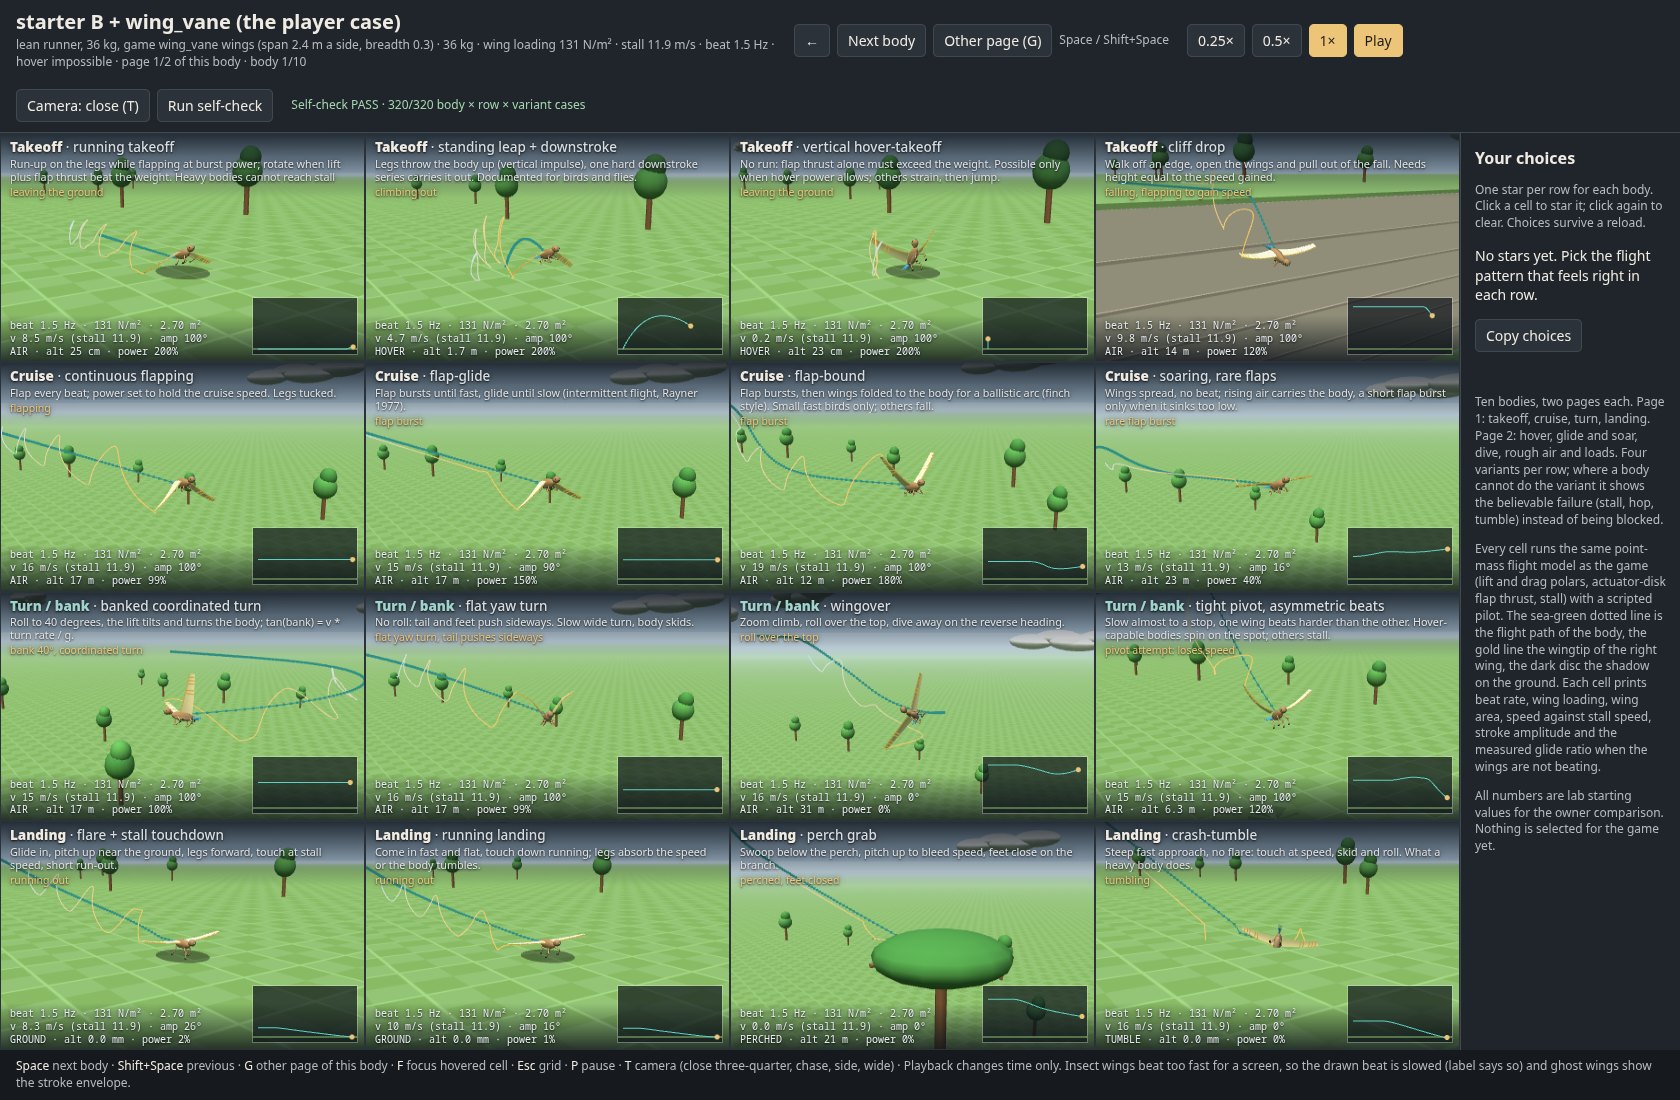 starter B + wing_vane (the player case)
lean runner, 36 kg, game wing_vane wings (span 2.4 m a side, breadth 0.3) · 36 kg · wing loading 131 N/m² · stall 11.9 m/s · beat 1.5 Hz ·
hover impossible · page 1/2 of this body · body 1/10
←
Next body
Other page (G)
Space / Shift+Space
0.25×
0.5×
1×
Play
Camera: close (T)
Run self-check
Self-check PASS · 320/320 body × row × variant cases
Takeoff · running takeoff
Run-up on the legs while flapping at burst power; rotate when lift
plus flap thrust beat the weight. Heavy bodies cannot reach stall
leaving the ground
beat 1.5 Hz · 131 N/m² · 2.70 m²
v 8.5 m/s (stall 11.9) · amp 100°
AIR · alt 25 cm · power 200%
Takeoff · standing leap + downstroke
Legs throw the body up (vertical impulse), one hard downstroke
series carries it out. Documented for birds and flies.
climbing out
beat 1.5 Hz · 131 N/m² · 2.70 m²
v 4.7 m/s (stall 11.9) · amp 100°
HOVER · alt 1.7 m · power 200%
Takeoff · vertical hover-takeoff
No run: flap thrust alone must exceed the weight. Possible only
when hover power allows; others strain, then jump.
leaving the ground
beat 1.5 Hz · 131 N/m² · 2.70 m²
v 0.2 m/s (stall 11.9) · amp 100°
HOVER · alt 23 cm · power 200%
Takeoff · cliff drop
Walk off an edge, open the wings and pull out of the fall. Needs
height equal to the speed gained.
falling, flapping to gain speed
beat 1.5 Hz · 131 N/m² · 2.70 m²
v 9.8 m/s (stall 11.9) · amp 100°
AIR · alt 14 m · power 120%
Cruise · continuous flapping
Flap every beat; power set to hold the cruise speed. Legs tucked.
flapping
beat 1.5 Hz · 131 N/m² · 2.70 m²
v 16 m/s (stall 11.9) · amp 100°
AIR · alt 17 m · power 99%
Cruise · flap-glide
Flap bursts until fast, glide until slow (intermittent flight, Rayner
1977).
flap burst
beat 1.5 Hz · 131 N/m² · 2.70 m²
v 15 m/s (stall 11.9) · amp 90°
AIR · alt 17 m · power 150%
Cruise · flap-bound
Flap bursts, then wings folded to the body for a ballistic arc (finch
style). Small fast birds only; others fall.
flap burst
beat 1.5 Hz · 131 N/m² · 2.70 m²
v 19 m/s (stall 11.9) · amp 100°
AIR · alt 12 m · power 180%
Cruise · soaring, rare flaps
Wings spread, no beat; rising air carries the body, a short flap burst
only when it sinks too low.
rare flap burst
beat 1.5 Hz · 131 N/m² · 2.70 m²
v 13 m/s (stall 11.9) · amp 16°
AIR · alt 23 m · power 40%
Turn / bank · banked coordinated turn
Roll to 40 degrees, the lift tilts and turns the body; tan(bank) = v *
turn rate / g.
bank 40°, coordinated turn
beat 1.5 Hz · 131 N/m² · 2.70 m²
v 15 m/s (stall 11.9) · amp 100°
AIR · alt 17 m · power 100%
Turn / bank · flat yaw turn
No roll: tail and feet push sideways. Slow wide turn, body skids.
flat yaw turn, tail pushes sideways
beat 1.5 Hz · 131 N/m² · 2.70 m²
v 16 m/s (stall 11.9) · amp 100°
AIR · alt 17 m · power 99%
Turn / bank · wingover
Zoom climb, roll over the top, dive away on the reverse heading.
roll over the top
beat 1.5 Hz · 131 N/m² · 2.70 m²
v 16 m/s (stall 11.9) · amp 0°
AIR · alt 31 m · power 0%
Turn / bank · tight pivot, asymmetric beats
Slow almost to a stop, one wing beats harder than the other. Hover-
capable bodies spin on the spot; others stall.
pivot attempt: loses speed
beat 1.5 Hz · 131 N/m² · 2.70 m²
v 15 m/s (stall 11.9) · amp 100°
AIR · alt 6.3 m · power 120%
Landing · flare + stall touchdown
Glide in, pitch up near the ground, legs forward, touch at stall
speed, short run-out.
running out
beat 1.5 Hz · 131 N/m² · 2.70 m²
v 8.3 m/s (stall 11.9) · amp 26°
GROUND · alt 0.0 mm · power 2%
Landing · running landing
Come in fast and flat, touch down running; legs absorb the speed
or the body tumbles.
running out
beat 1.5 Hz · 131 N/m² · 2.70 m²
v 10 m/s (stall 11.9) · amp 16°
GROUND · alt 0.0 mm · power 1%
Landing · perch grab
Swoop below the perch, pitch up to bleed speed, feet close on the
branch.
perched, feet closed
beat 1.5 Hz · 131 N/m² · 2.70 m²
v 0.0 m/s (stall 11.9) · amp 0°
PERCHED · alt 21 m · power 0%
Landing · crash-tumble
Steep fast approach, no flare: touch at speed, skid and roll. What a
heavy body does.
tumbling
beat 1.5 Hz · 131 N/m² · 2.70 m²
v 16 m/s (stall 11.9) · amp 0°
TUMBLE · alt 0.0 mm · power 0%
Your choices
One star per row for each body.
Click a cell to star it; click again to
clear. Choices survive a reload.
No stars yet. Pick the flight
pattern that feels right in
each row.
Copy choices
Ten bodies, two pages each. Page
1: takeoff, cruise, turn, landing.
Page 2: hover, glide and soar,
dive, rough air and loads. Four
variants per row; where a body
cannot do the variant it shows
the believable failure (stall, hop,
tumble) instead of being blocked.
Every cell runs the same point-
mass flight model as the game
(lift and drag polars, actuator-disk
flap thrust, stall) with a scripted
pilot. The sea-green dotted line is
the flight path of the body, the
gold line the wingtip of the right
wing, the dark disc the shadow
on the ground. Each cell prints
beat rate, wing loading, wing
area, speed against stall speed,
stroke amplitude and the
measured glide ratio when the
wings are not beating.
All numbers are lab starting
values for the owner comparison.
Nothing is selected for the game
yet.
Space next body · Shift+Space previous · G other page of this body · F focus hovered cell · Esc grid · P pause · T camera (close three-quarter, chase, side, wide) · Playback changes time only. Insect wings beat too fast for a screen, so the drawn beat is slowed (label says so) and ghost wings show
the stroke envelope.